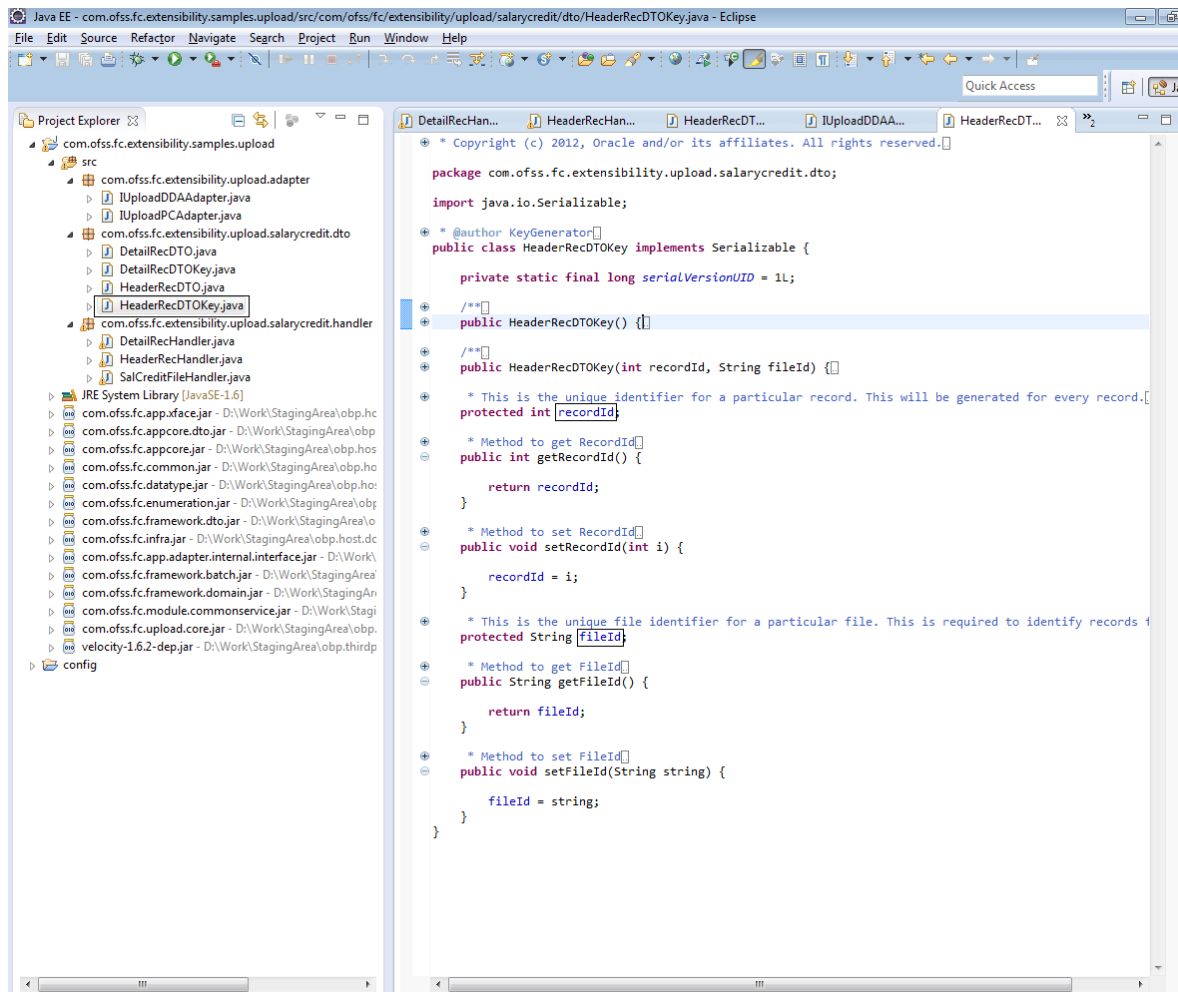 Java EE - com.ofss.fc.extensibility.samples.upload/src/com/ofss/fc/extensibility/upload/salarycredit/dto/HeaderRecDTOKey.java - Eclipse
File Edit Source Refactor Navigate Search Project Run Window Help
Quick Access
Project Explorer
com.ofss.fc.extensibility.samples.upload
src
com.ofss.fc.extensibility.upload.adapter
IUploadDDAAdapter.java
IUploadPCAdapter.java
com.ofss.fc.extensibility.upload.salarycredit.dto
DetailRecDTO.java
DetailRecDTOKey.java
HeaderRecDTO.java
HeaderRecDTOKey.java
com.ofss.fc.extensibility.upload.salarycredit.handler
DetailRecHandler.java
HeaderRecHandler.java
SalCreditFileHandler.java
JRE System Library [JavaSE-1.6]
com.ofss.fc.app.xface.jar - D:\Work\StagingArea\obp.hc
com.ofss.fc.appcore.dto.jar - D:\Work\StagingArea\obp
com.ofss.fc.appcore.jar - D:\Work\StagingArea\obp.hos
com.ofss.fc.common.jar - D:\Work\StagingArea\obp.ho
com.ofss.fc.datatype.jar - D:\Work\StagingArea\obp.hos
com.ofss.fc.enumeration.jar - D:\Work\StagingArea\obp
com.ofss.fc.framework.dto.jar - D:\Work\StagingArea\o
com.ofss.fc.infra.jar - D:\Work\StagingArea\obp.host.dc
com.ofss.fc.app.adapter.internal.interface.jar - D:\Work\
com.ofss.fc.framework.batch.jar - D:\Work\StagingArea
com.ofss.fc.framework.domain.jar - D:\Work\StagingAr
com.ofss.fc.module.commonservice.jar - D:\Work\Stagi
com.ofss.fc.upload.core.jar - D:\Work\StagingArea\obp.
velocity-1.6.2-dep.jar - D:\Work\StagingArea\obp.thirdp
config
DetailRecHan... HeaderRecHan... HeaderRecDT... IUploadDDAA... HeaderRecDT... »2
* Copyright (c) 2012, Oracle and/or its affiliates. All rights reserved.
package com.ofss.fc.extensibility.upload.salarycredit.dto;
import java.io.Serializable;
* @author KeyGenerator
public class HeaderRecDTOKey implements Serializable {
private static final long serialVersionUID = 1L;
/**
public HeaderRecDTOKey() {
/**
public HeaderRecDTOKey(int recordId, String fileId) {
* This is the unique identifier for a particular record. This will be generated for every record.
protected int recordId;
* Method to get RecordId
public int getRecordId() {
return recordId;
}
* Method to set RecordId
public void setRecordId(int i) {
recordId = i;
}
* This is the unique file identifier for a particular file. This is required to identify records f
protected String fileId;
* Method to get FileId
public String getFileId() {
return fileId;
}
* Method to set FileId
public void setFileId(String string) {
fileId = string;
}
}